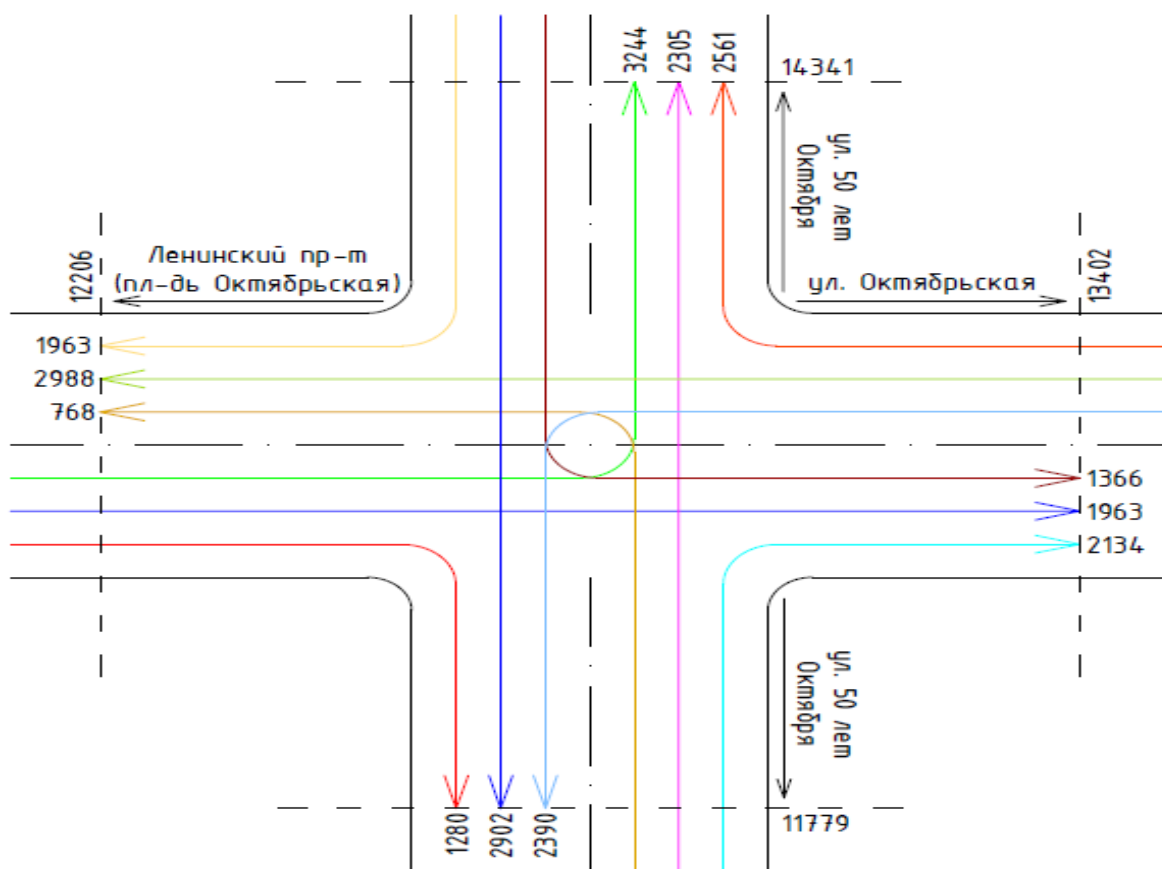 3244
2305
2561
14341
ул. 50 лет
Октября
12206
Ленинский пр-т
(пл-дь Октябрьская)
ул. Октябрьская
13402
1963
2988
768
1366
1963
2134
ул. 50 лет
Октября
1280
2902
2390
11779